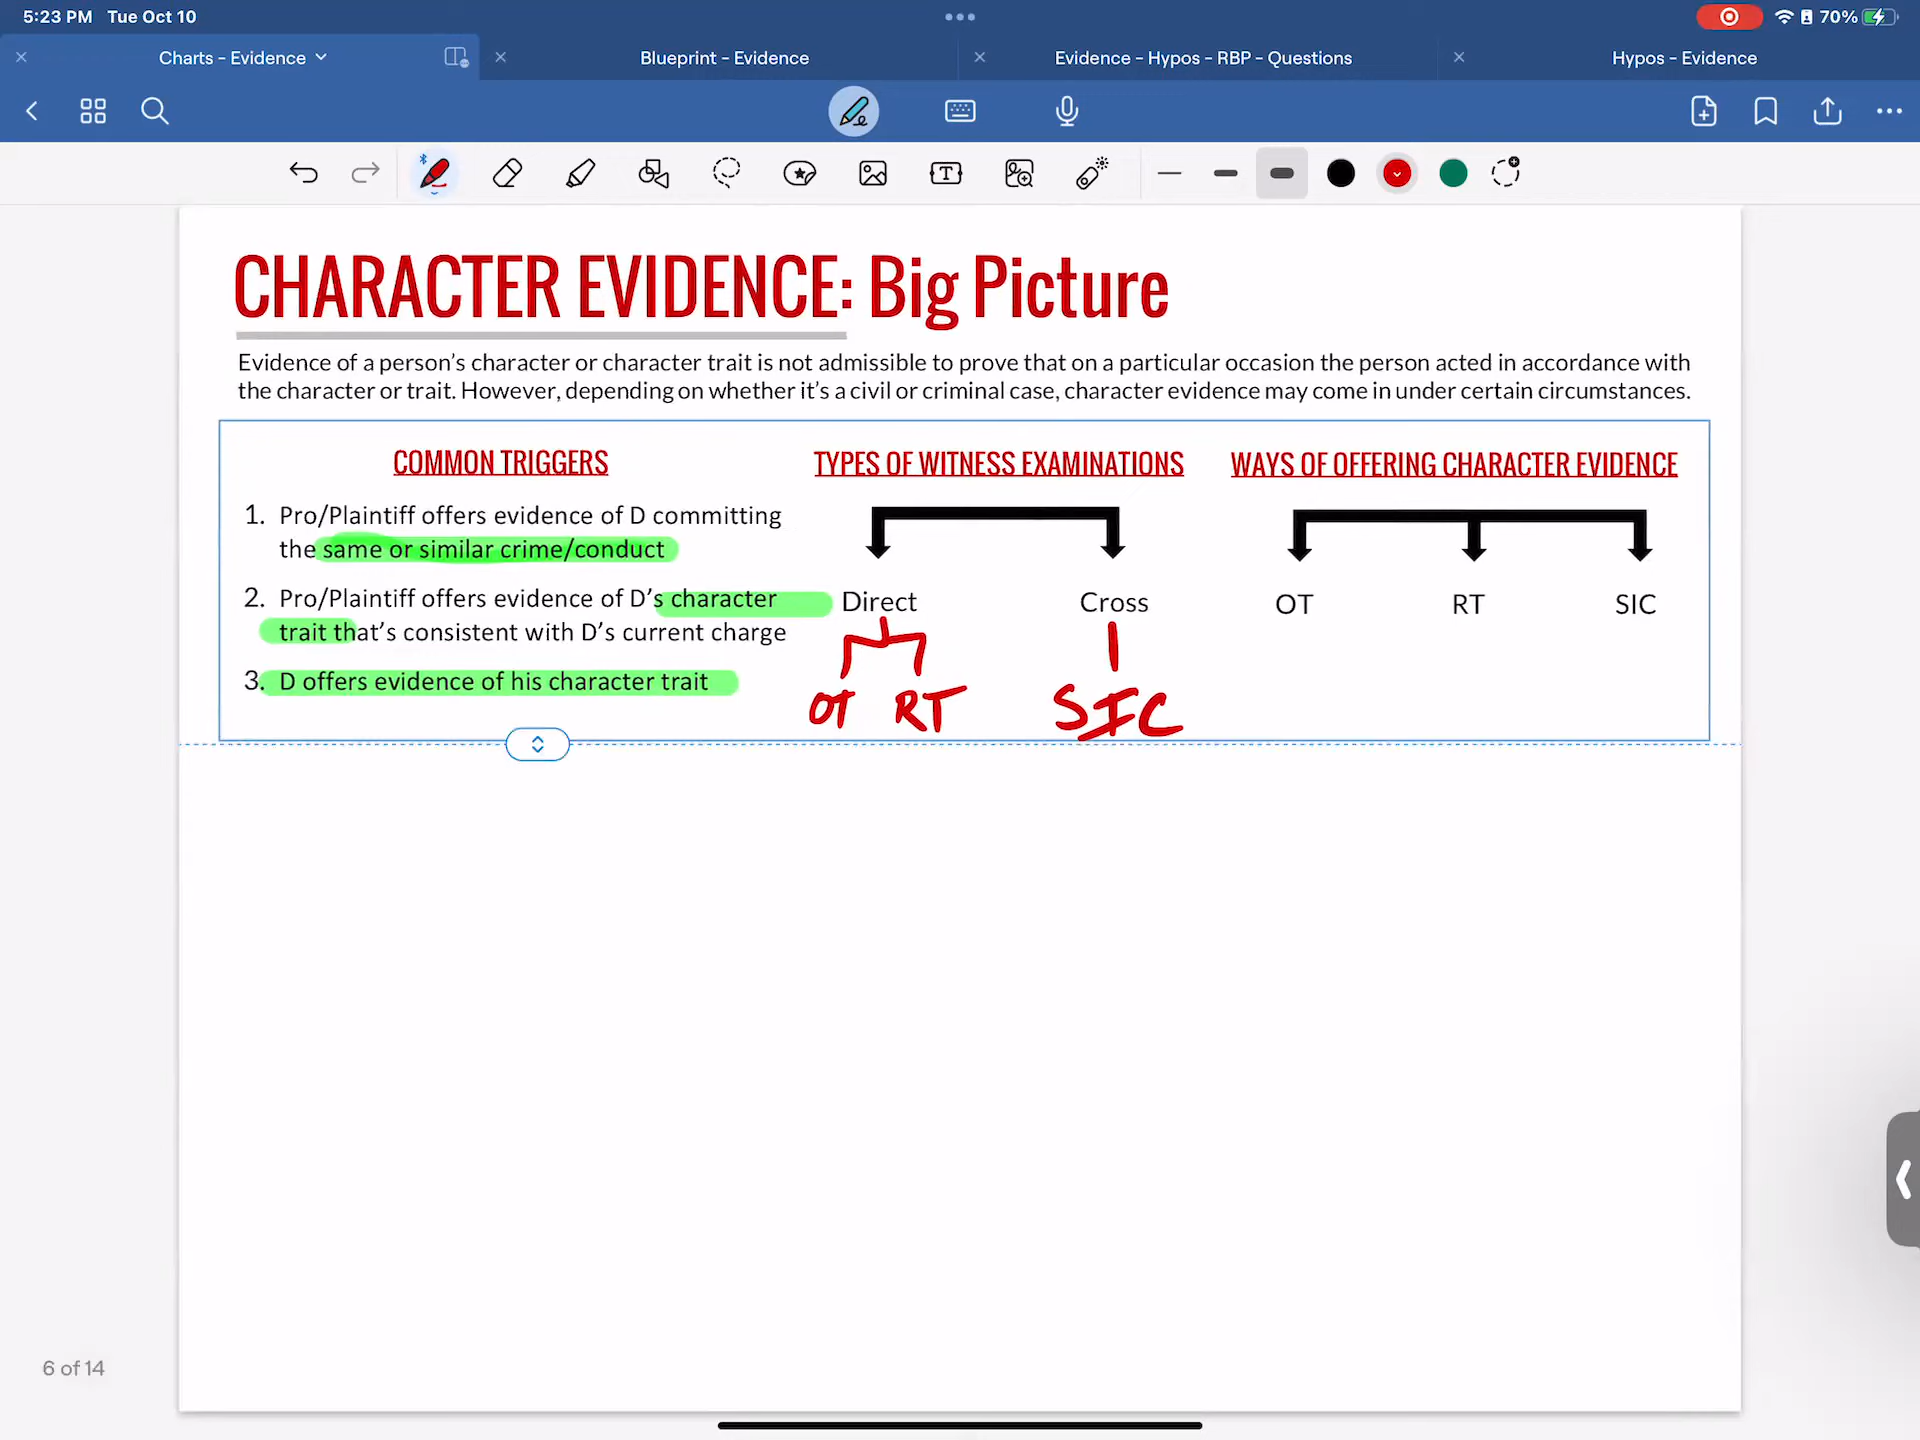 5:23 PM Tue Oct 10
70%
Charts - Evidence
Blueprint - Evidence
Evidence - Hypos - RBP - Questions
Hypos - Evidence
CHARACTER EVIDENCE: Big Picture
Evidence of a person's character or character trait is not admissible to prove that on a particular occasion the person acted in accordance with
the character or trait. However, depending on whether it's a civil or criminal case, character evidence may come in under certain circumstances.
COMMON TRIGGERS
1. Pro/Plaintiff offers evidence of D committing
the same or similar crime/conduct
2. Pro/Plaintiff offers evidence of D's character
trait that's consistent with D's current charge
3. D offers evidence of his character trait
TYPES OF WITNESS EXAMINATIONS
Direct Cross
OT RT SIC
WAYS OF OFFERING CHARACTER EVIDENCE
OT RT SIC
6 of 14